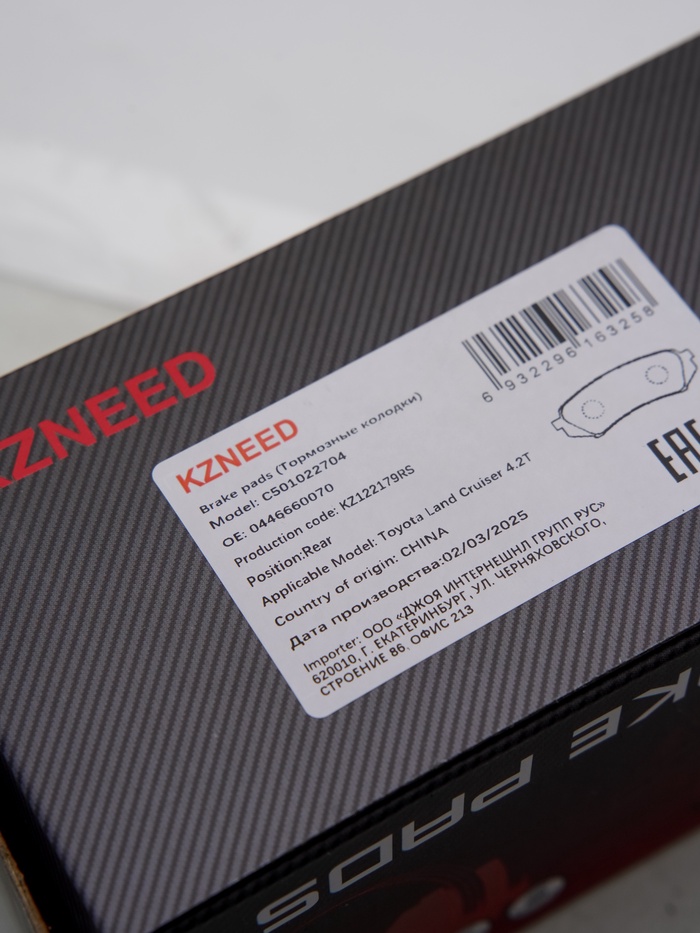 KZNEED
KZNEED
Brake pads (Тормозные колодки)
Model: C501022704
OE: 0446660070
Production code: KZ122179RS
Position:Rear
Applicable Model: Toyota Land Cruiser 4.2T
Country of origin: CHINA
Дата производства:02/03/2025
Importer: ООО «ДЖОЯ ИНТЕРНЕШНЛ ГРУПП РУС»
620010, Г. ЕКАТЕРИНБУРГ, УЛ. ЧЕРНЯХОВСКОГО,
СТРОЕНИЕ 86, ОФИС 213
6 932296 163258
EAC
KE PADS